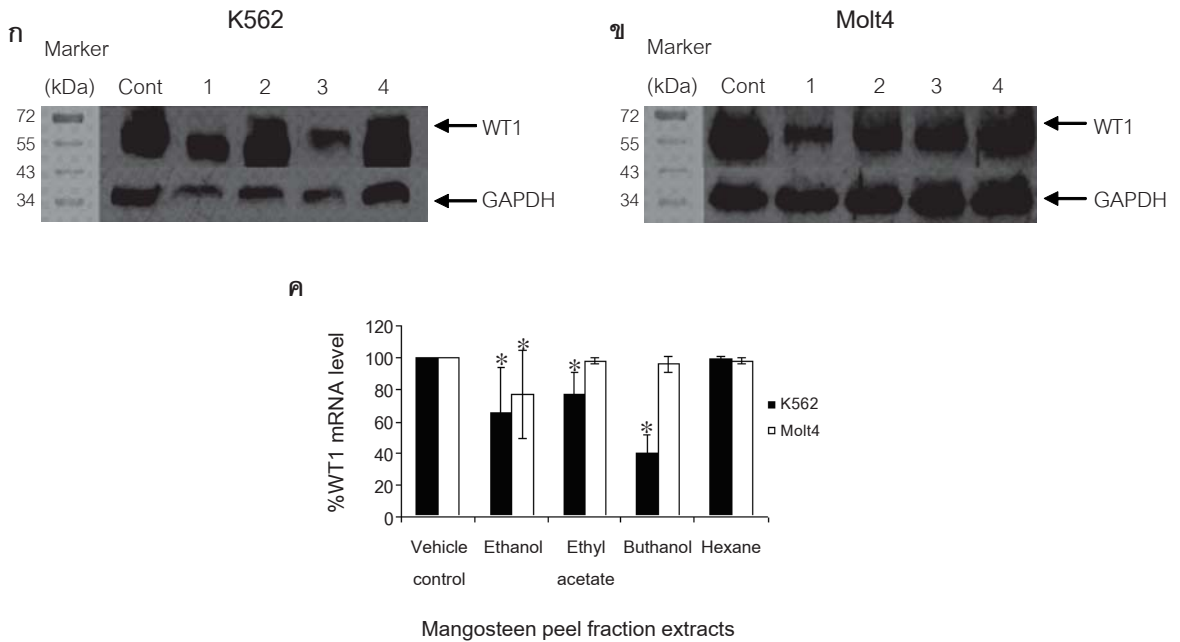 ก K562
Marker
(kDa) Cont 1 2 3 4
72
55
43
34
WT1
GAPDH
ข Molt4
Marker
(kDa) Cont 1 2 3 4
72
55
43
34
WT1
GAPDH
ค
%WT1 mRNA level
120
100
80
60
40
20
0
* * * *
K562
Molt4
Vehicle control
Ethanol
Ethyl acetate
Buthanol
Hexane
Mangosteen peel fraction extracts